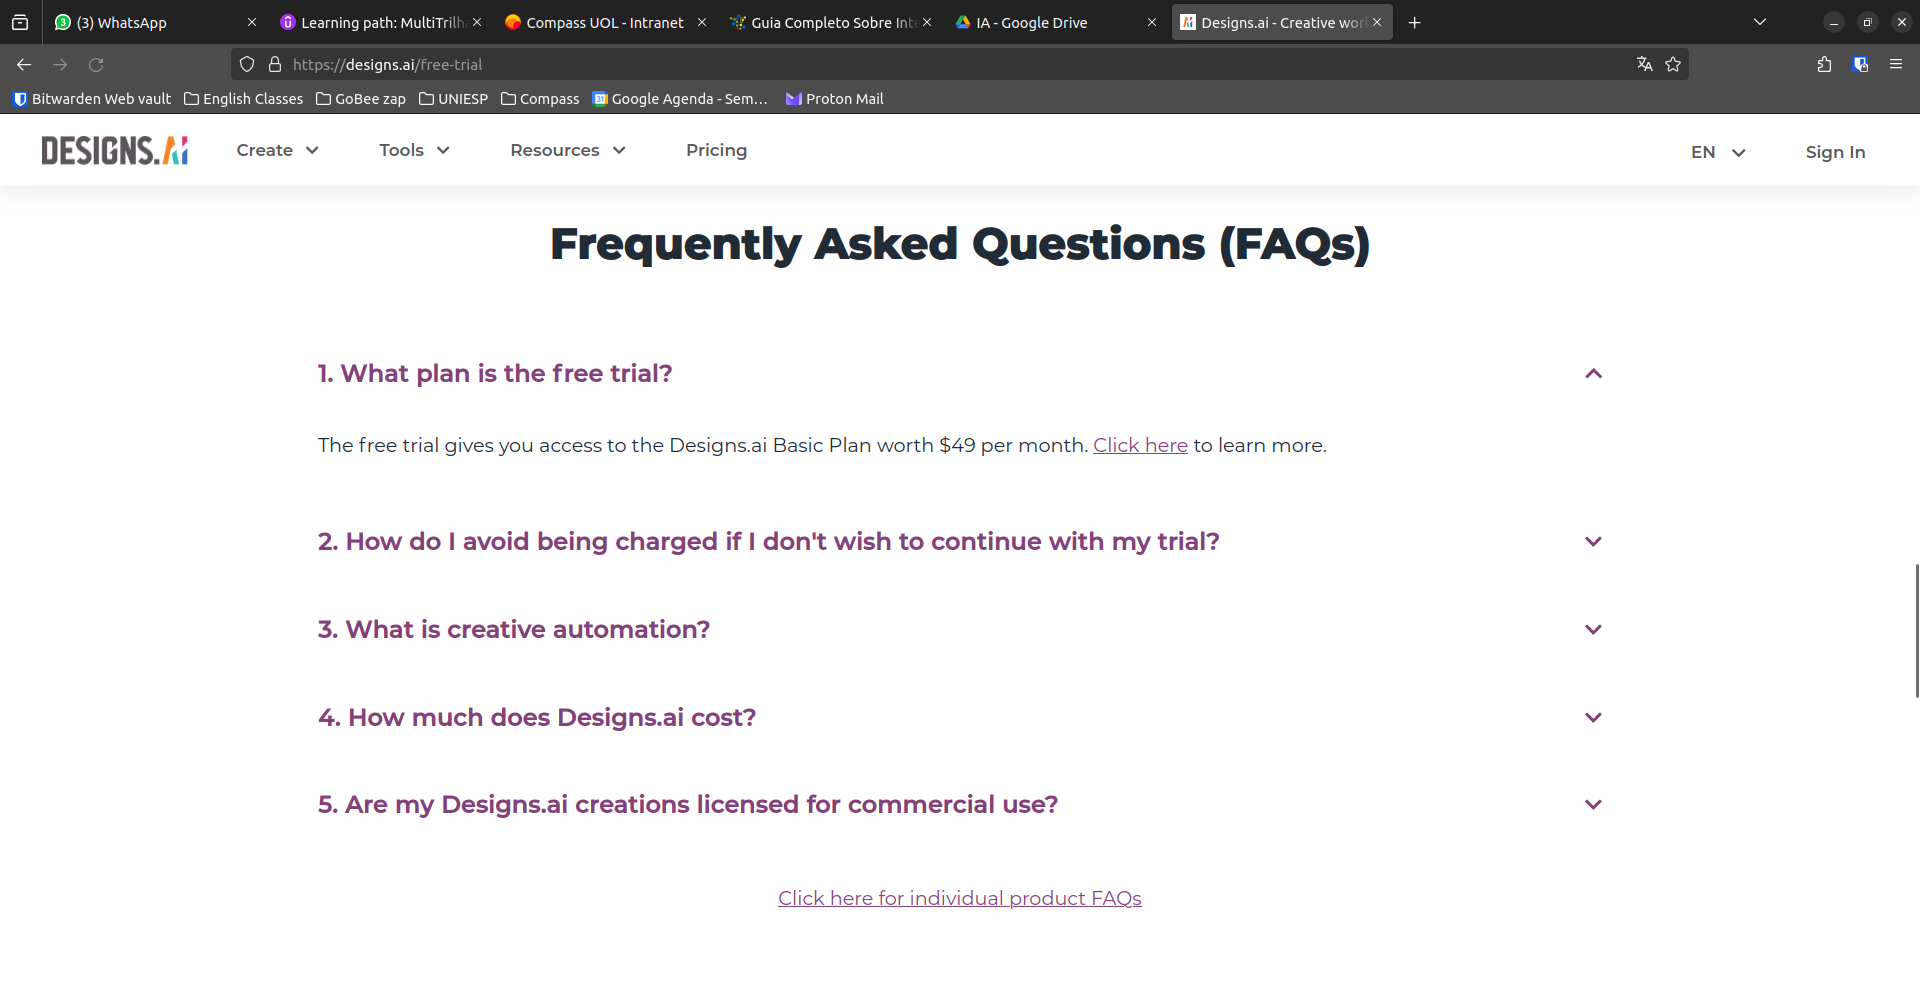 (3) WhatsApp
Learning path: MultiTrilh
Compass UOL - Intranet
Guia Completo Sobre Inte
IA - Google Drive
Designs.ai - Creative wor
https://designs.ai/free-trial
Bitwarden Web vault
English Classes
GoBee zap
UNIESP
Compass
Google Agenda - Sem…
Proton Mail
DESIGNS.AI
Create
Tools
Resources
Pricing
EN
Sign In
Frequently Asked Questions (FAQs)
1. What plan is the free trial?
The free trial gives you access to the Designs.ai Basic Plan worth $49 per month. Click here to learn more.
2. How do I avoid being charged if I don't wish to continue with my trial?
3. What is creative automation?
4. How much does Designs.ai cost?
5. Are my Designs.ai creations licensed for commercial use?
Click here for individual product FAQs